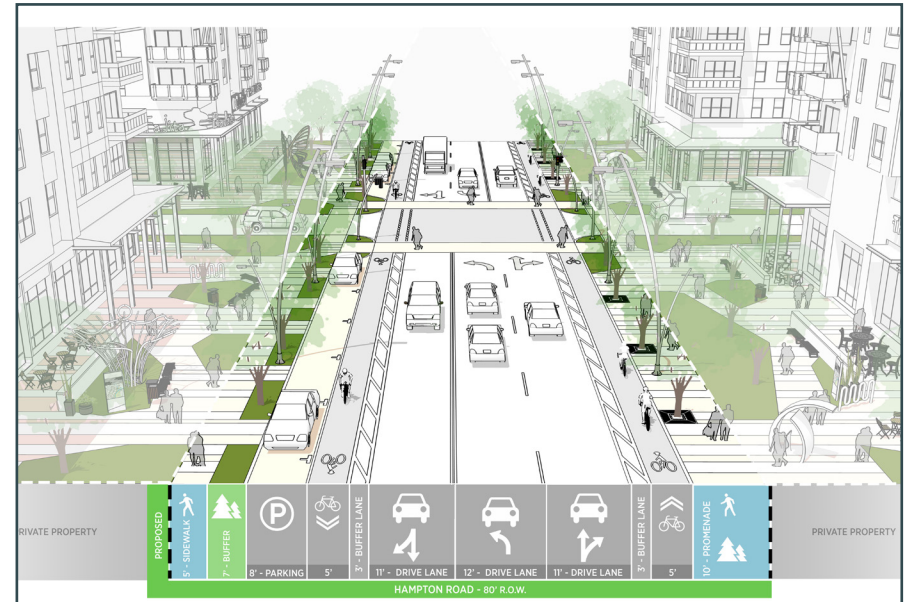 PRIVATE PROPERTY
PROPOSED
5' - SIDEWALK
7' - BUFFER
P
8' - PARKING
5'
3' - BUFFER LANE
11' - DRIVE LANE
12' - DRIVE LANE
11' - DRIVE LANE
3' - BUFFER LANE
5'
10' - PROMENADE
PRIVATE PROPERTY
HAMPTON ROAD - 80' R.O.W.